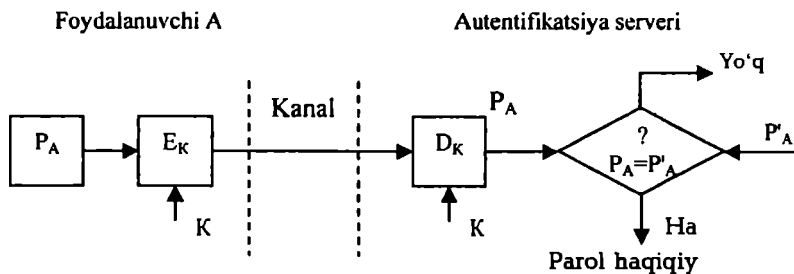 Foydalanuvchi A
Autentifikatsiya serveri
Yo‘q
Kanal
P_A
P_A
E_K
D_K
?
P_A=P'_A
P'_A
K
K
Ha
Parol haqiqiy